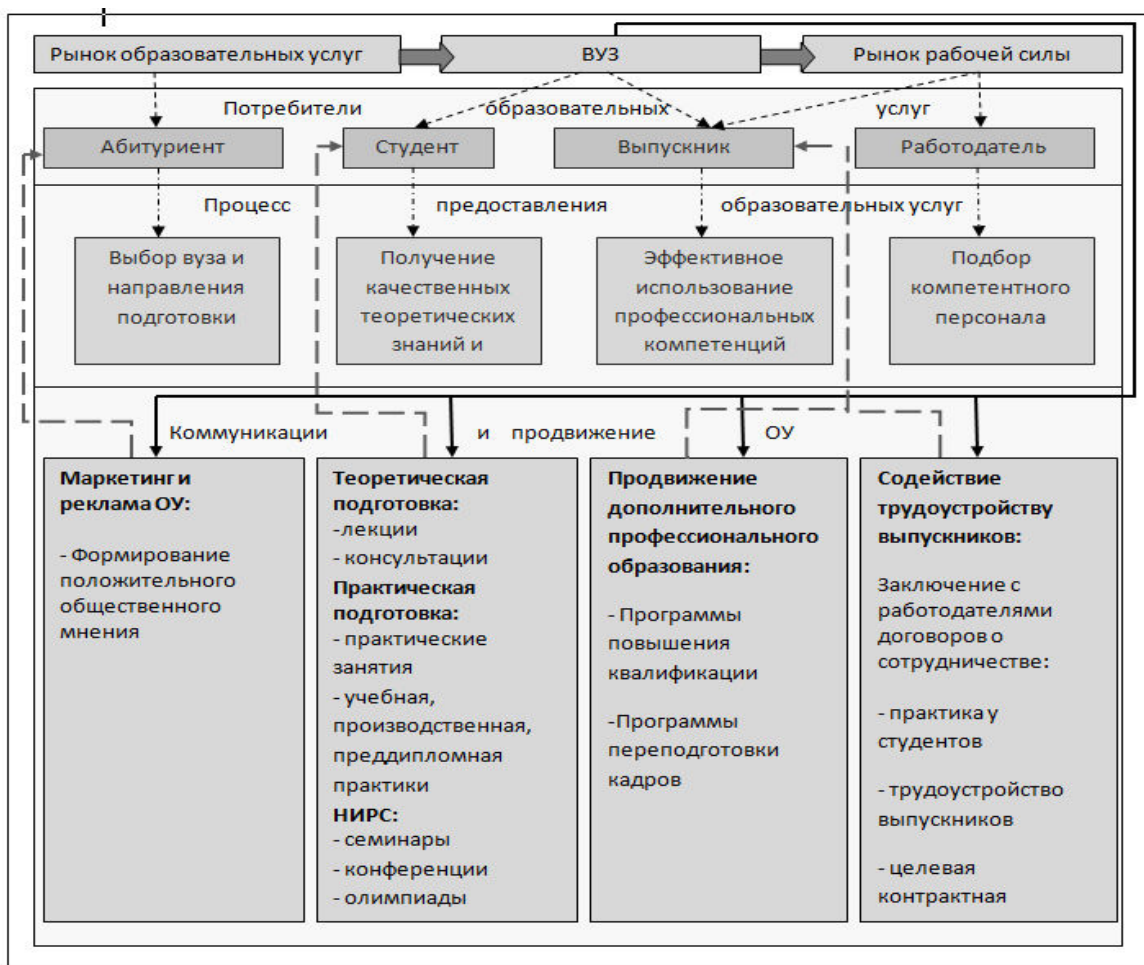 Рынок образовательных услуг
ВУЗ
Рынок рабочей силы
Потребители образовательных услуг
Абитуриент
Студент
Выпускник
Работодатель
Процесс предоставления образовательных услуг
Выбор вуза и
направления
подготовки
Получение
качественных
теоретических
знаний и
Эффективное
использование
профессиональных
компетенций
Подбор
компетентного
персонала
Коммуникации и продвижение ОУ
Маркетинг и
реклама ОУ:
- Формирование
положительного
общественного
мнения
Теоретическая
подготовка:
-лекции
- консультации
Практическая
подготовка:
- практические
занятия
- учебная,
производственная,
преддипломная
практики
НИРС:
- семинары
- конференции
- олимпиады
Продвижение
дополнительного
профессионального
образования:
- Программы
повышения
квалификации
-Программы
переподготовки
кадров
Содействие
трудоустройству
выпускников:
Заключение с
работодателями
договоров о
сотрудничестве:
- практика у
студентов
- трудоустройство
выпускников
- целевая
контрактная